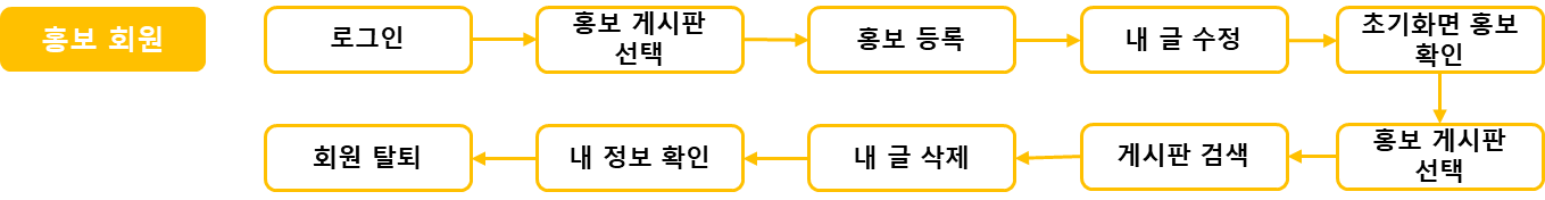 홍보 회원
로그인
홍보 게시판
선택
홍보 등록
내 글 수정
초기화면 홍보
확인
홍보 게시판
선택
게시판 검색
내 글 삭제
내 정보 확인
회원 탈퇴